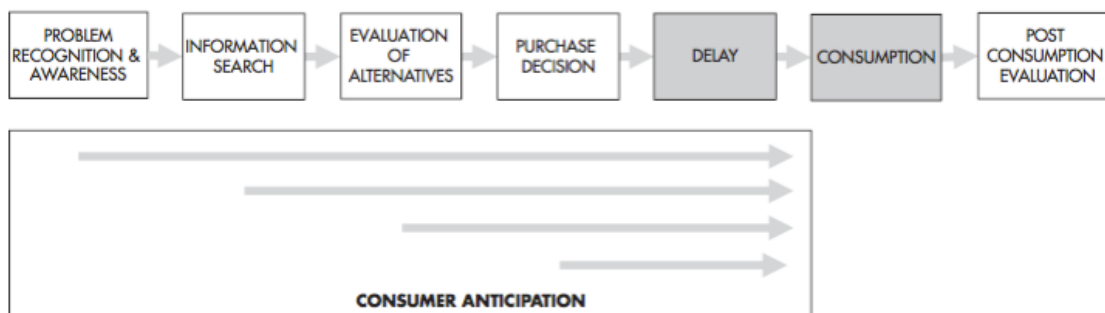 PROBLEM
RECOGNITION &
AWARENESS
INFORMATION
SEARCH
EVALUATION
OF
ALTERNATIVES
PURCHASE
DECISION
DELAY
CONSUMPTION
POST
CONSUMPTION
EVALUATION
CONSUMER ANTICIPATION